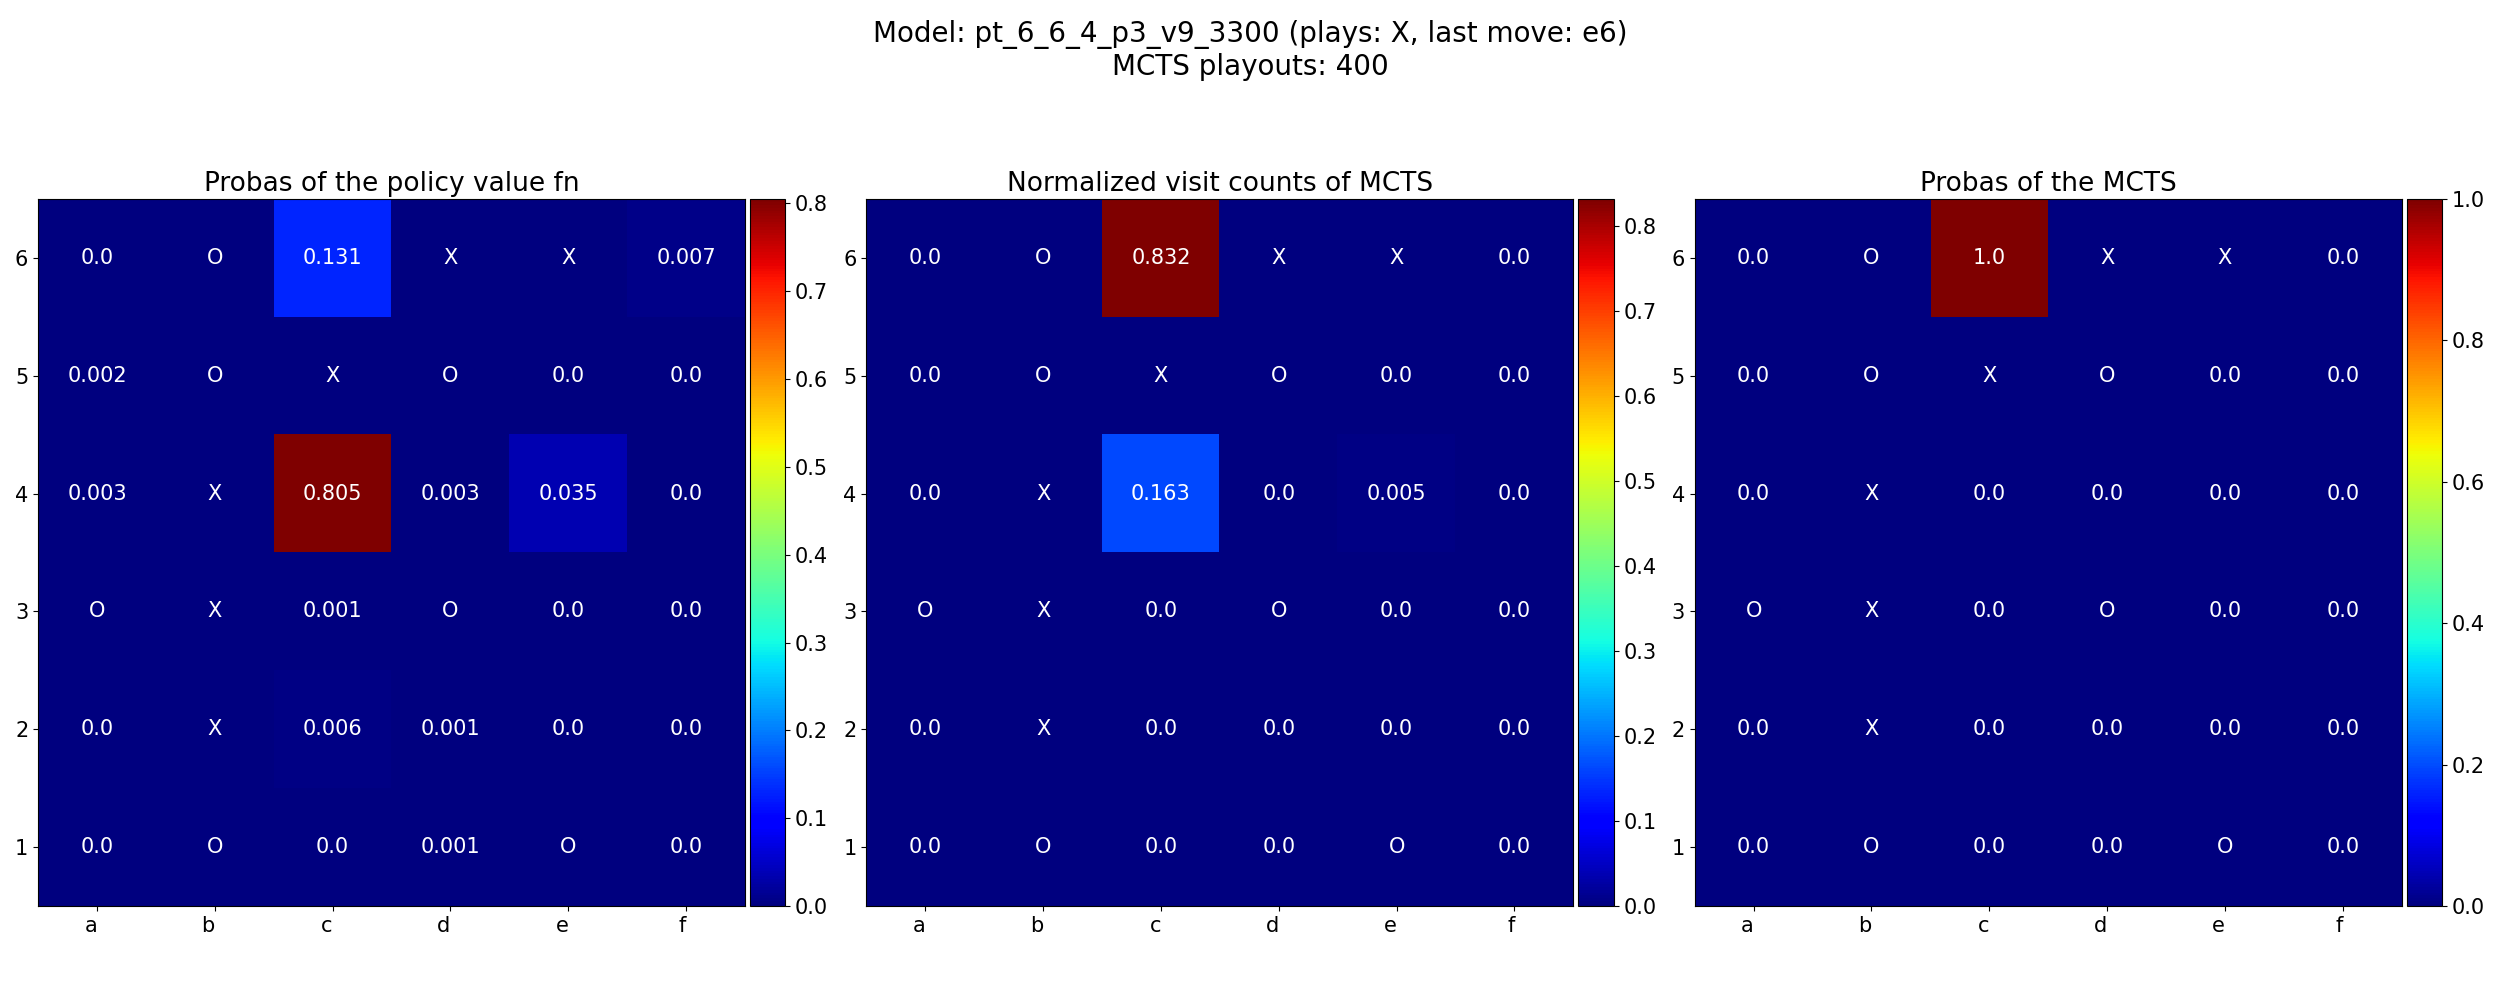 Model: pt_6_6_4_p3_v9_3300 (plays: X, last move: e6)
MCTS playouts: 400
Probas of the policy value fn
6 0.0 O 0.131 X X 0.007
5 0.002 O X O 0.0 0.0
4 0.003 X 0.805 0.003 0.035 0.0
3 O X 0.001 O 0.0 0.0
2 0.0 X 0.006 0.001 0.0 0.0
1 0.0 O 0.0 0.001 O 0.0
a b c d e f
0.8
0.7
0.6
0.5
0.4
0.3
0.2
0.1
0.0
Normalized visit counts of MCTS
6 0.0 O 0.832 X X 0.0
5 0.0 O X O 0.0 0.0
4 0.0 X 0.163 0.0 0.005 0.0
3 O X 0.0 O 0.0 0.0
2 0.0 X 0.0 0.0 0.0 0.0
1 0.0 O 0.0 0.0 O 0.0
a b c d e f
0.8
0.7
0.6
0.5
0.4
0.3
0.2
0.1
0.0
Probas of the MCTS
6 0.0 O 1.0 X X 0.0
5 0.0 O X O 0.0 0.0
4 0.0 X 0.0 0.0 0.0 0.0
3 O X 0.0 O 0.0 0.0
2 0.0 X 0.0 0.0 0.0 0.0
1 0.0 O 0.0 0.0 O 0.0
a b c d e f
1.0
0.8
0.6
0.4
0.2
0.0